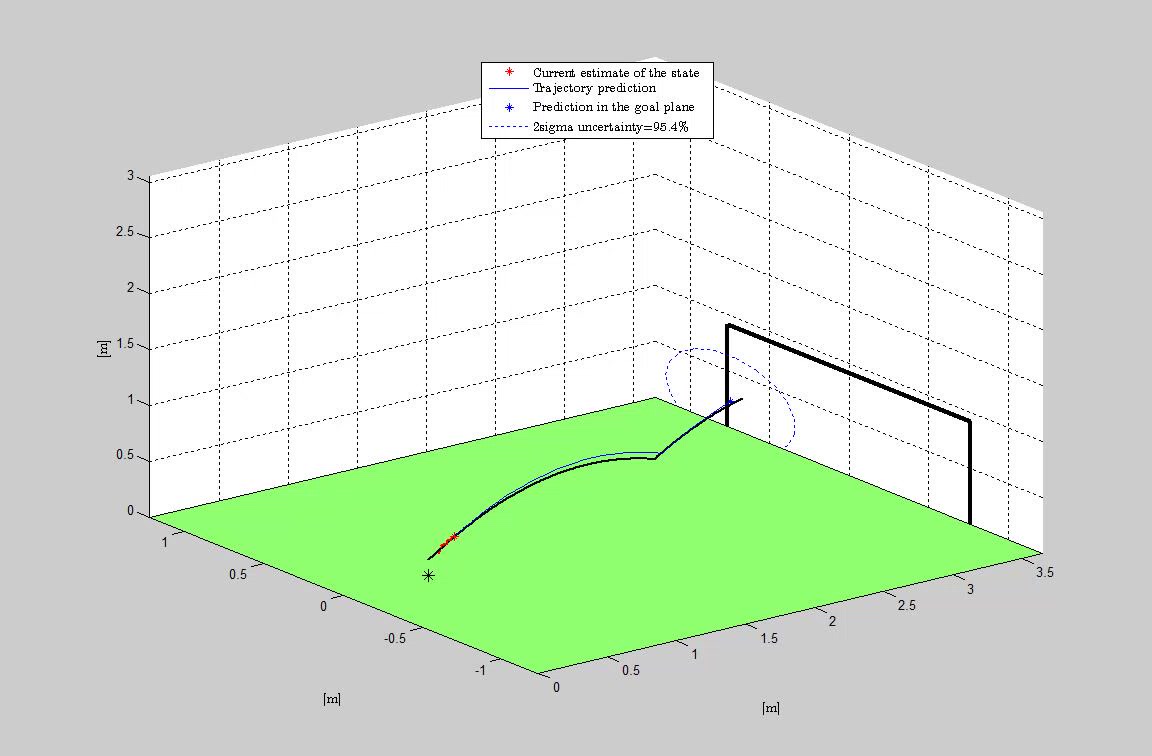 Current estimate of the state
Trajectory prediction
Prediction in the goal plane
2sigma uncertainty=95.4%
3
2.5
2
1.5
1
0.5
0
[m]
1
0.5
0
-0.5
-1
[m]
0
0.5
1
1.5
2
2.5
3
3.5
[m]